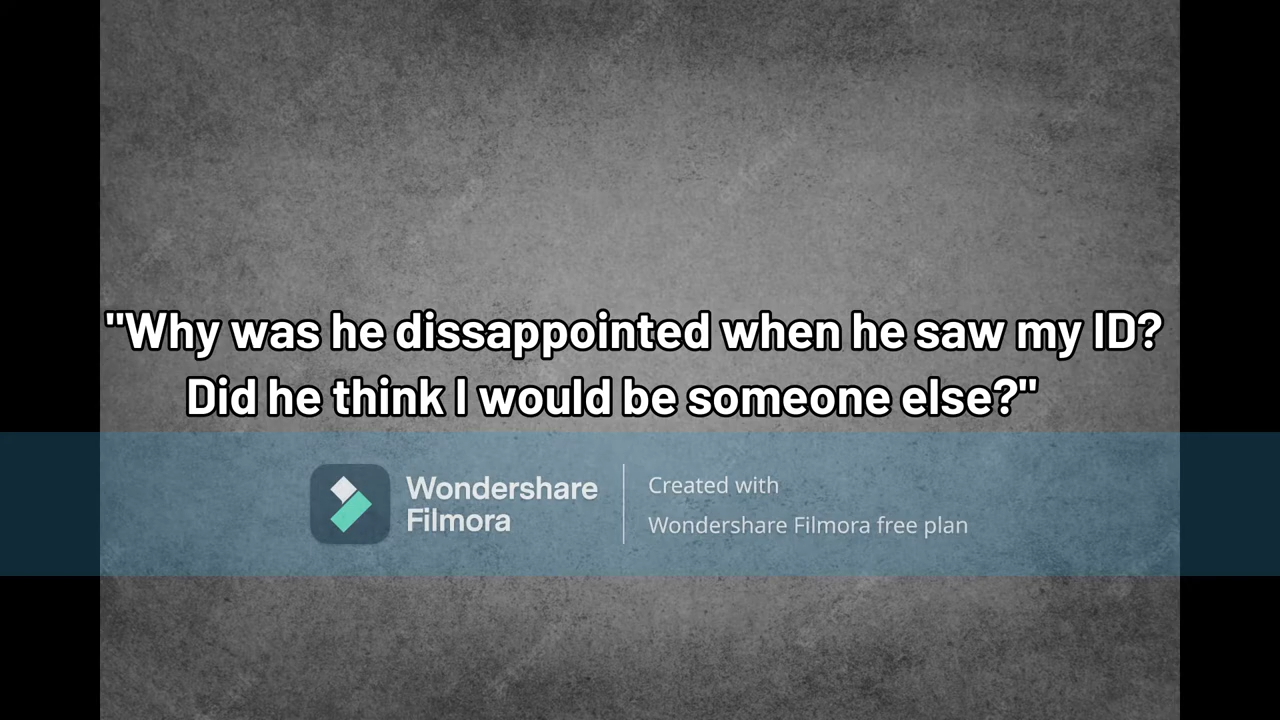 "Why was he dissappointed when he saw my ID?
Did he think I would be someone else?"
Wondershare
Filmora
Created with
Wondershare Filmora free plan